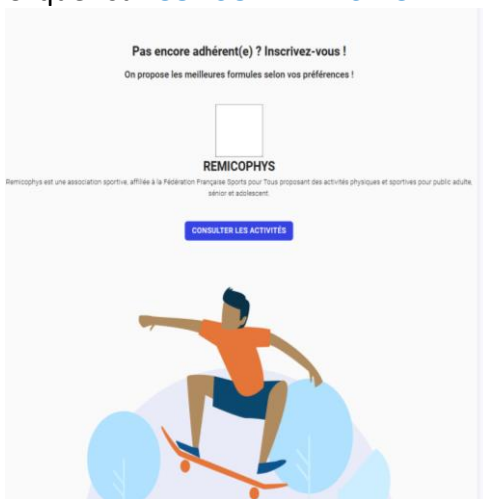 Pas encore adhérent(e) ? Inscrivez-vous !
On propose les meilleures formules selon vos préférences !
REMICOPHYS
Remicophys est une association sportive, affiliée à la Fédération Française Sports pour Tous proposant des activités physiques et sportives pour public adulte,
sénior et adolescent.
CONSULTER LES ACTIVITÉS